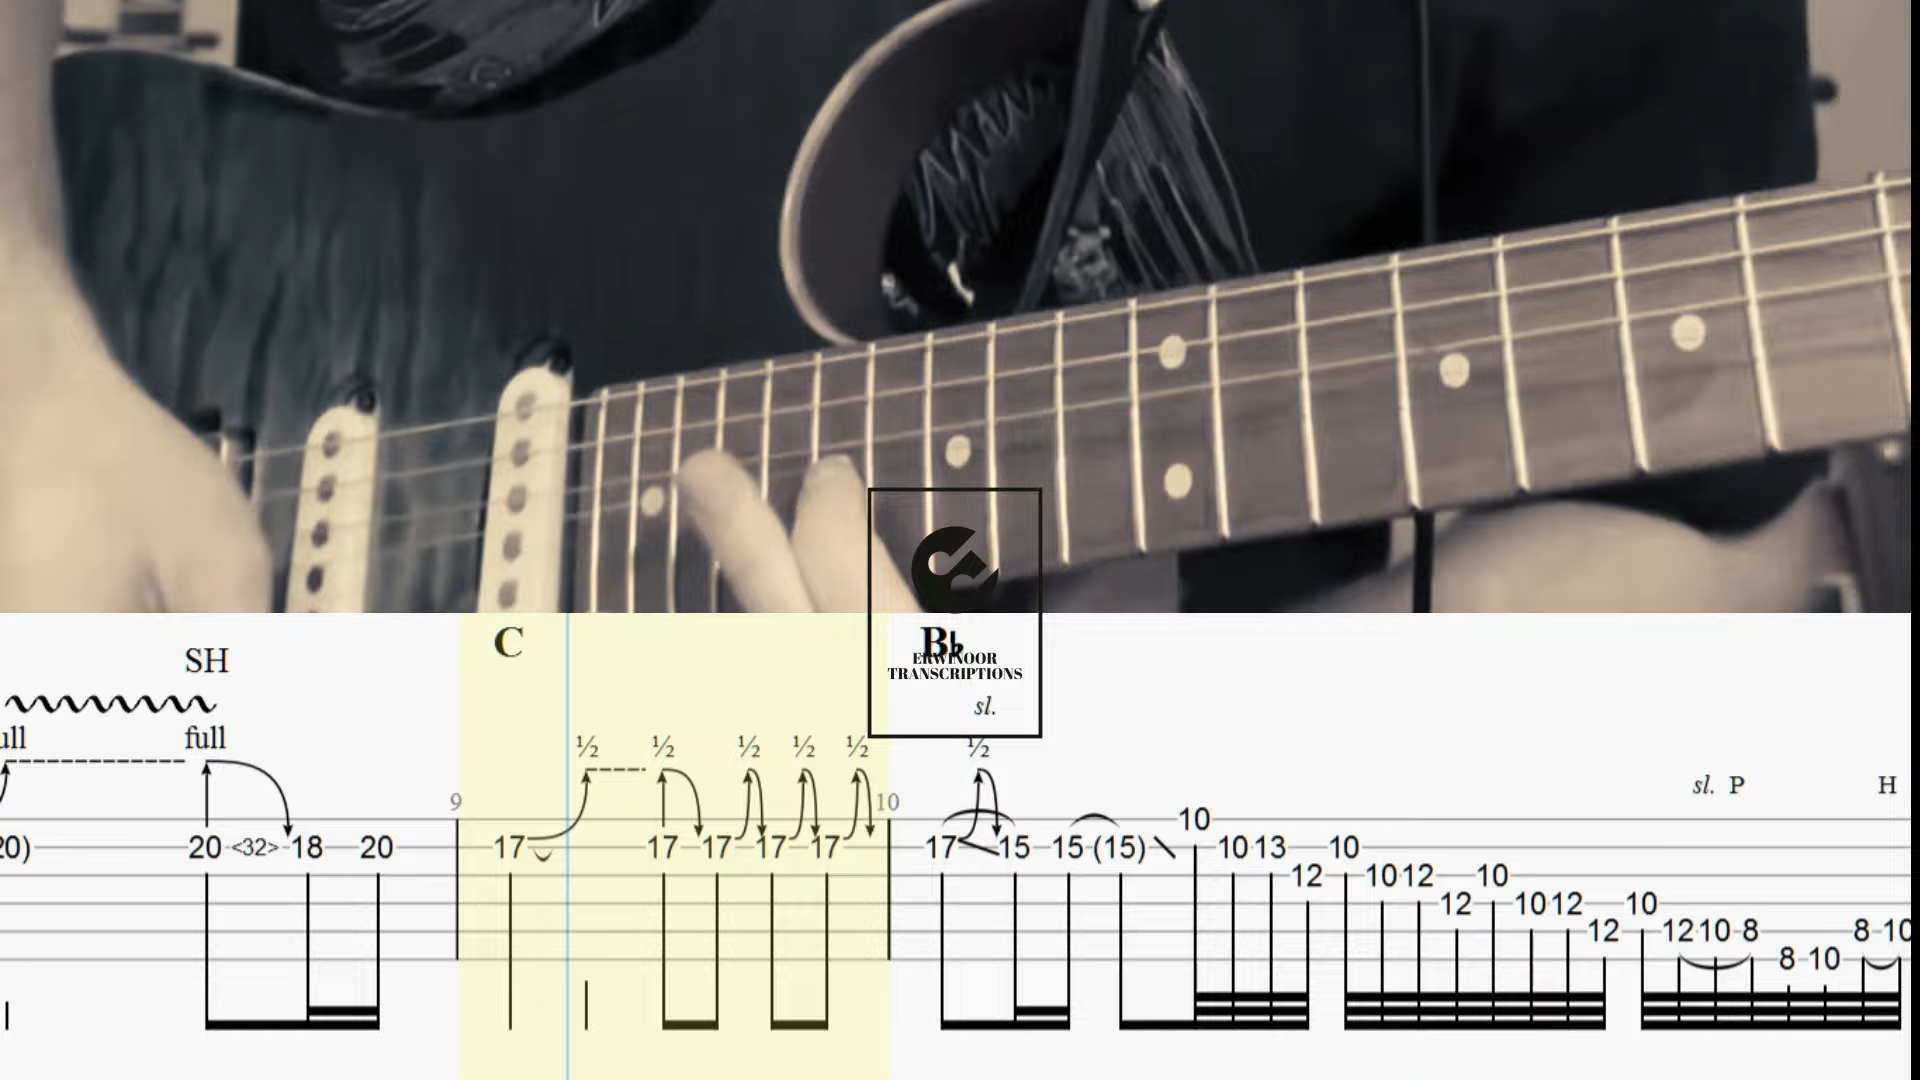 C
B♭
SH
ERWINOOR
TRANSCRIPTIONS
sl.
full
½ ½ ½ ½ ½ ½
sl. P H
9 10
10
20) 20 <32> 18 20 17 17 17 17 17 17 15 15 (15) 10 13 10
12 10 12 10
12 10 12 10
12 12 10 8 8 10
8 10